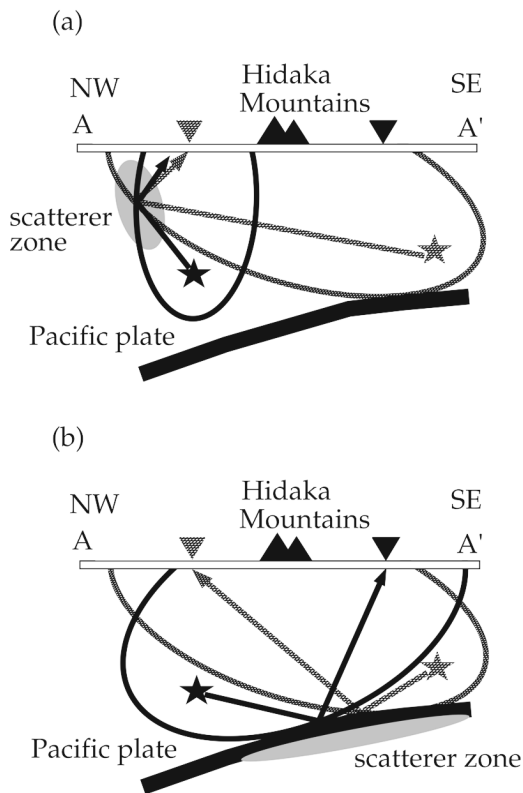 (a)
NW
Hidaka
SE
A
Mountains
A'
scatterer
zone
Pacific plate
(b)
NW
Hidaka
SE
A
Mountains
A'
Pacific plate
scatterer zone